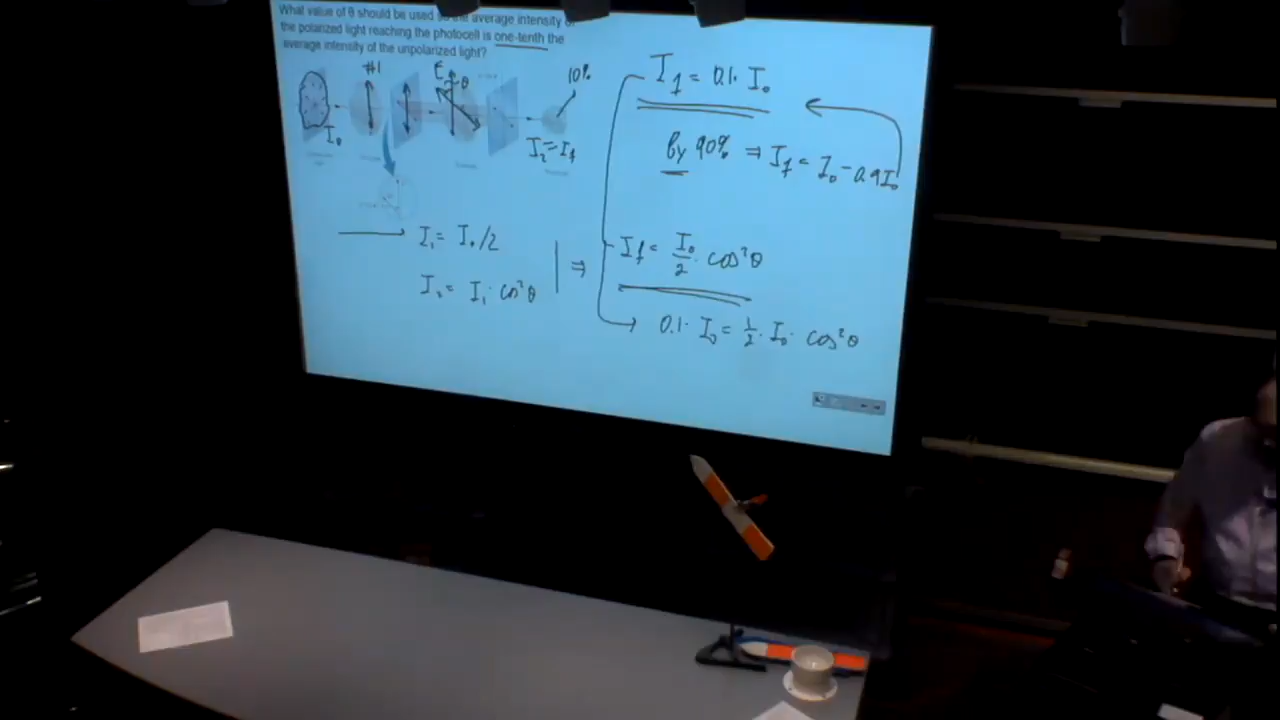 What value of θ should be used so the average intensity of
the polarized light reaching the photocell is one-tenth the
average intensity of the unpolarized light?
#1
E θ
10%
I₀
I₂ = I_f
I_f = 0.1 · I₀
by 90% ⇒ I_f = I₀ - 0.9 I₀
I₁ = I₀/2
I₂ = I₁ · cos²θ
⇒ I_f = I₀/2 · cos²θ
0.1 · I₀ = 1/2 · I₀ · cos²θ